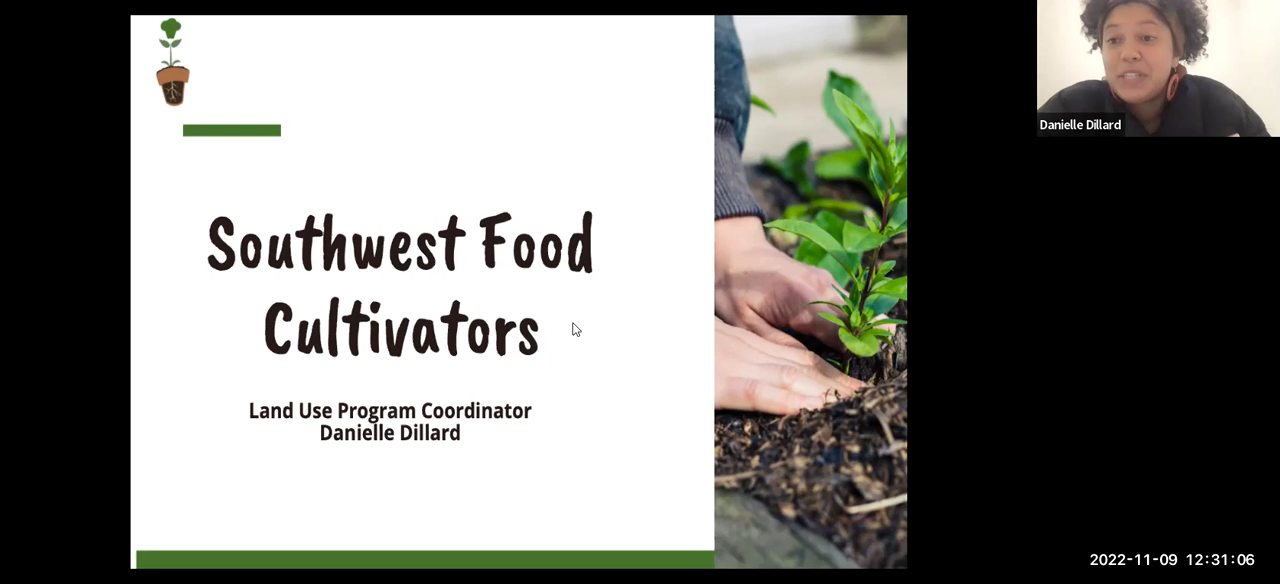 Southwest Food
Cultivators
Land Use Program Coordinator
Danielle Dillard
Danielle Dillard
2022-11-09 12:31:06